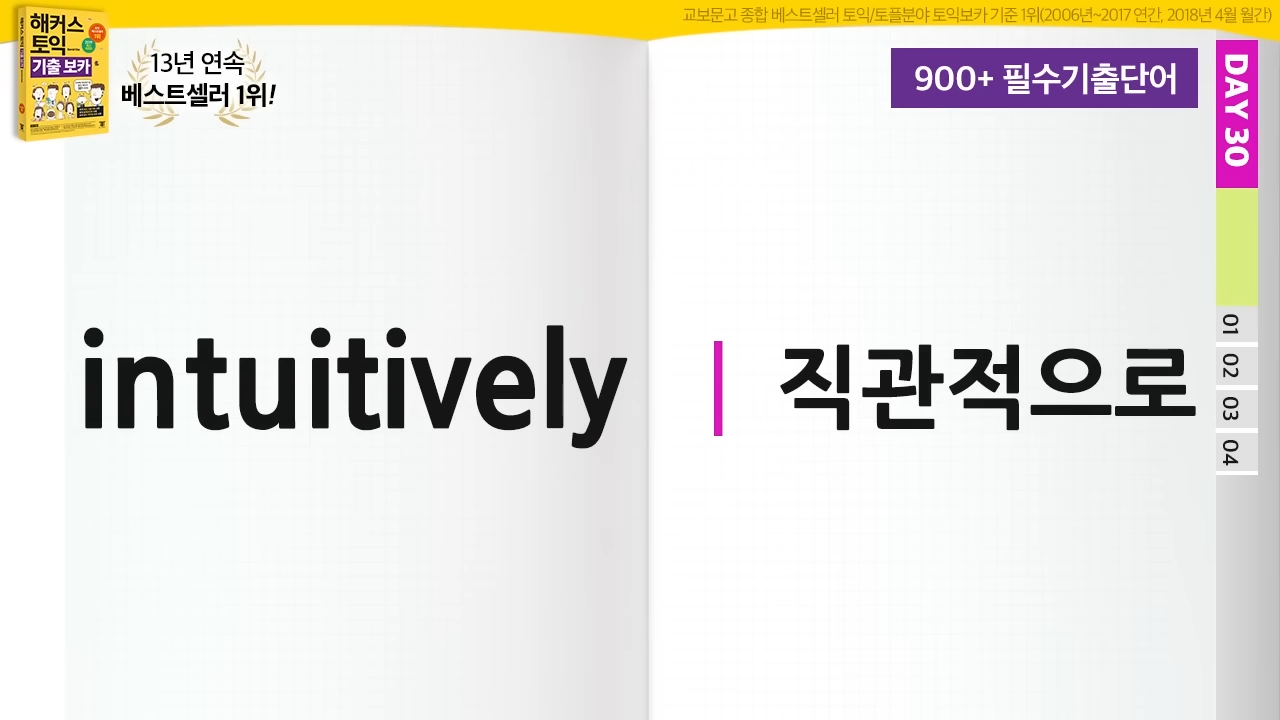 교보문고 종합 베스트셀러 토익/토플분야 토익보카 기준 1위(2006년~2017 연간, 2018년 4월 월간)
해커스
토익
기출 보카
13년 연속
베스트셀러 1위!
900+ 필수기출단어
DAY 30
intuitively
직관적으로
01
02
03
04